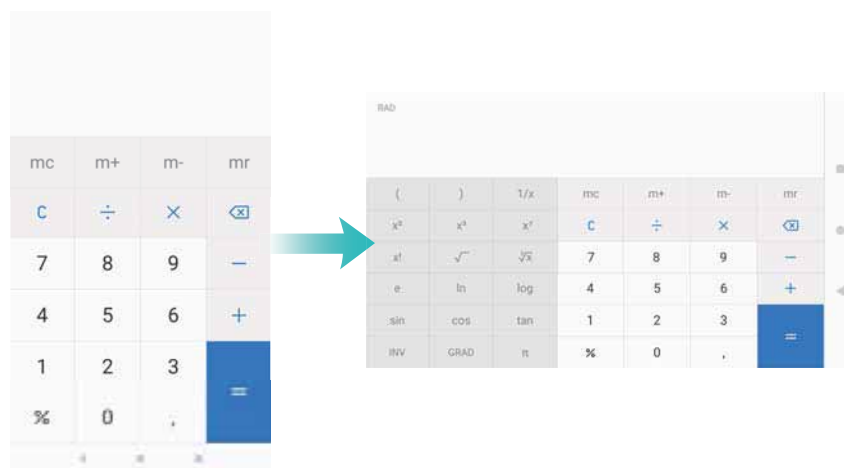 mc m+ m- mr
C ÷ ×
7 8 9 −
4 5 6 +
1 2 3 =
% 0 ,
RAD
( ) 1/x mc m+ m- mr
x² x³ C ÷ ×
x! √ ∛x 7 8 9 −
e ln log 4 5 6 +
sin cos tan 1 2 3 =
INV GRAD π % 0 ,